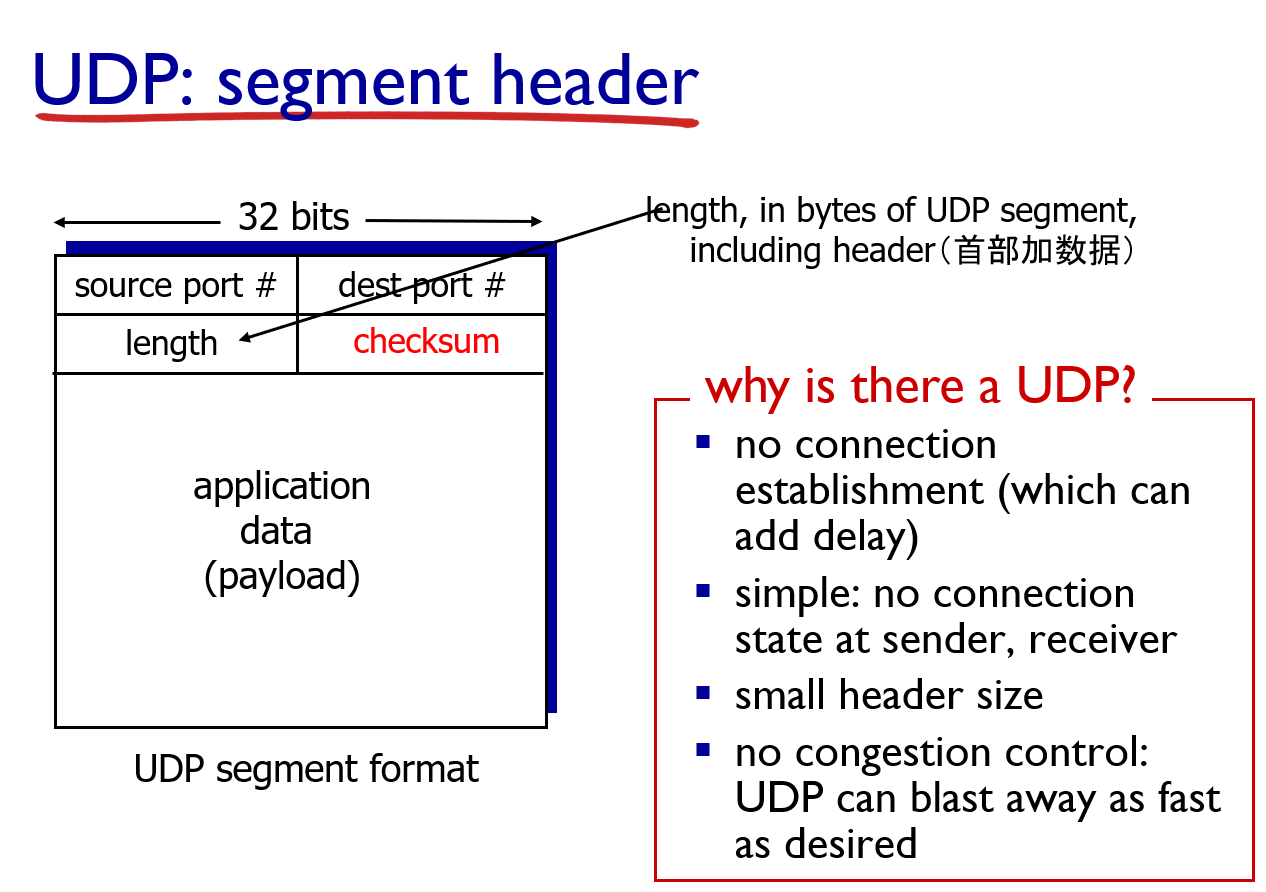 UDP: segment header
32 bits
length, in bytes of UDP segment,
including header(首部加数据)
source port #
dest port #
length
checksum
application
data
(payload)
UDP segment format
why is there a UDP?
no connection
establishment (which can
add delay)
simple: no connection
state at sender, receiver
small header size
no congestion control:
UDP can blast away as fast
as desired